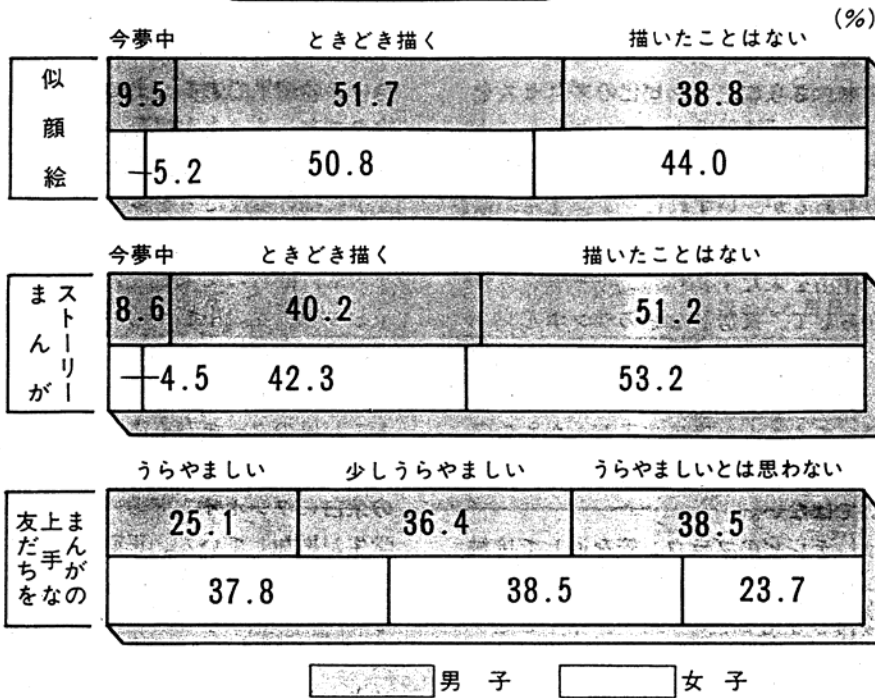 (%)
今夢中 ときどき描く 描いたことはない
似顔絵
9.5 51.7 38.8
5.2 50.8 44.0
今夢中 ときどき描く 描いたことはない
ストーリー
まんが
8.6 40.2 51.2
4.5 42.3 53.2
うらやましい 少しうらやましい うらやましいとは思わない
まんがの
上手な
友だちを
25.1 36.4 38.5
37.8 38.5 23.7
男子 女子